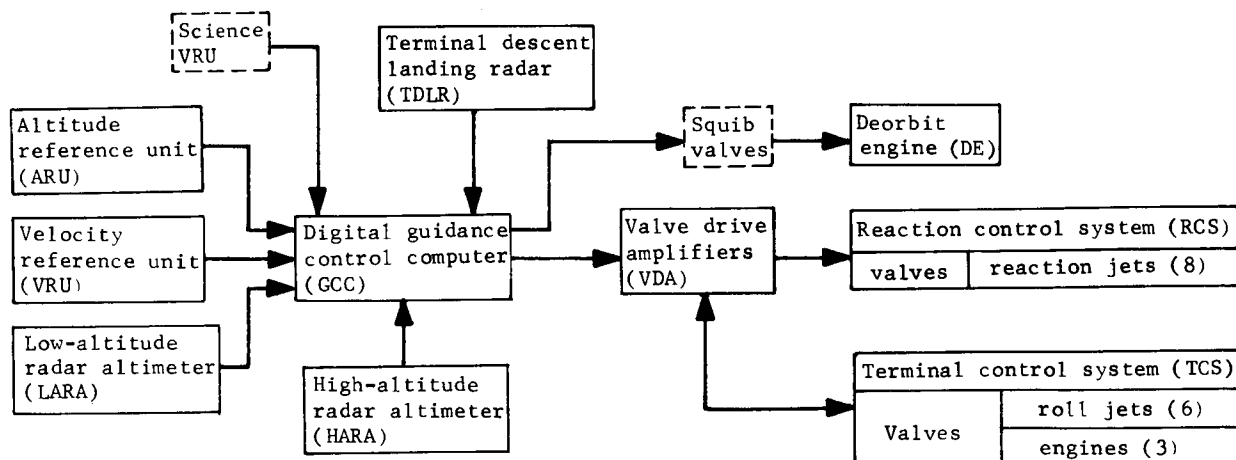 Science
VRU
Terminal descent
landing radar
(TDLR)
Altitude
reference unit
(ARU)
Squib
valves
Deorbit
engine (DE)
Velocity
reference unit
(VRU)
Digital guidance
control computer
(GCC)
Valve drive
amplifiers
(VDA)
Reaction control system (RCS)
valves
reaction jets (8)
Low-altitude
radar altimeter
(LARA)
High-altitude
radar altimeter
(HARA)
Terminal control system (TCS)
Valves
roll jets (6)
engines (3)